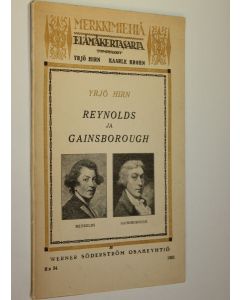 MERKKIMIEHIÄ
ELÄMÄKERTASARJA
YRJÖ HIRN KAARLE KROHN
YRJÖ HIRN
REYNOLDS
JA
GAINSBOROUGH
REYNOLDS GAINSBOROUGH
WERNER SÖDERSTRÖM OSAKEYHTIÖ